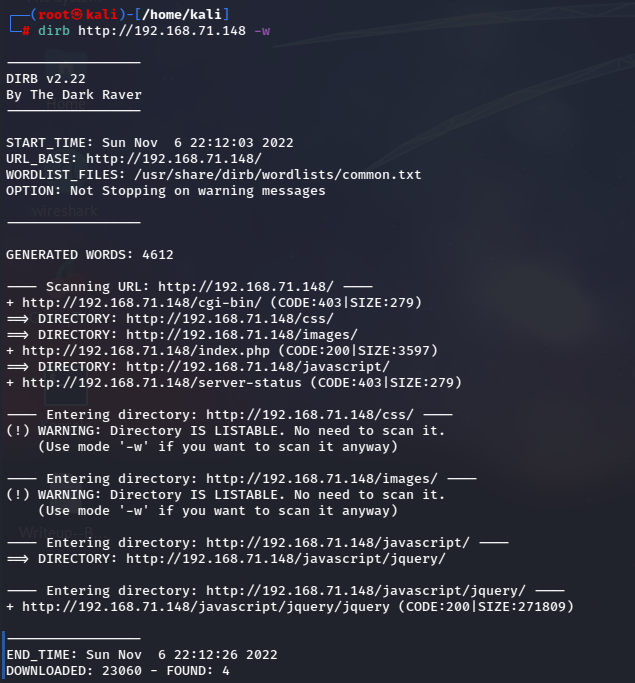 (root㉿kali)-[/home/kali]
# dirb http://192.168.71.148 -w
-----------------
DIRB v2.22
By The Dark Raver
-----------------
START_TIME: Sun Nov  6 22:12:03 2022
URL_BASE: http://192.168.71.148/
WORDLIST_FILES: /usr/share/dirb/wordlists/common.txt
OPTION: Not Stopping on warning messages
wireshark
-----------------
GENERATED WORDS: 4612
---- Scanning URL: http://192.168.71.148/ ----
+ http://192.168.71.148/cgi-bin/ (CODE:403|SIZE:279)
==> DIRECTORY: http://192.168.71.148/css/
==> DIRECTORY: http://192.168.71.148/images/
+ http://192.168.71.148/index.php (CODE:200|SIZE:3597)
==> DIRECTORY: http://192.168.71.148/javascript/
+ http://192.168.71.148/server-status (CODE:403|SIZE:279)
---- Entering directory: http://192.168.71.148/css/ ----
(!) WARNING: Directory IS LISTABLE. No need to scan it.
    (Use mode '-w' if you want to scan it anyway)
---- Entering directory: http://192.168.71.148/images/ ----
(!) WARNING: Directory IS LISTABLE. No need to scan it.
    (Use mode '-w' if you want to scan it anyway)
---- Entering directory: http://192.168.71.148/javascript/ ----
==> DIRECTORY: http://192.168.71.148/javascript/jquery/
---- Entering directory: http://192.168.71.148/javascript/jquery/ ----
+ http://192.168.71.148/javascript/jquery/jquery (CODE:200|SIZE:271809)
-----------------
END_TIME: Sun Nov  6 22:12:26 2022
DOWNLOADED: 23060 - FOUND: 4